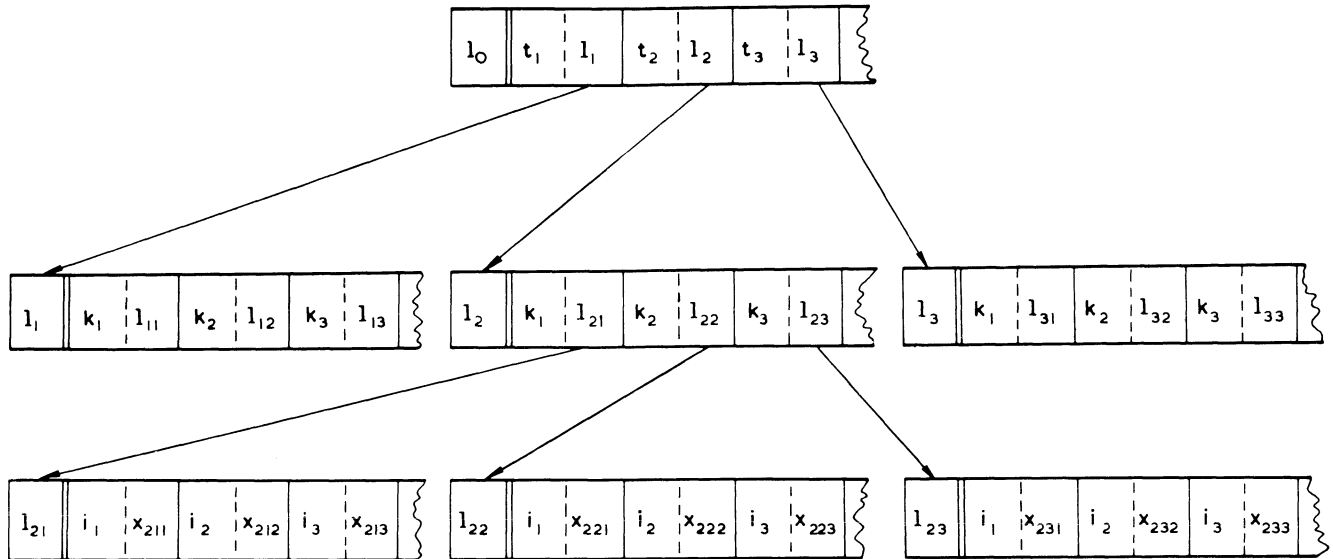 l₀ t₁ l₁ t₂ l₂ t₃ l₃
l₁ k₁ l₁₁ k₂ l₁₂ k₃ l₁₃
l₂ k₁ l₂₁ k₂ l₂₂ k₃ l₂₃
l₃ k₁ l₃₁ k₂ l₃₂ k₃ l₃₃
l₂₁ i₁ x₂₁₁ i₂ x₂₁₂ i₃ x₂₁₃
l₂₂ i₁ x₂₂₁ i₂ x₂₂₂ i₃ x₂₂₃
l₂₃ i₁ x₂₃₁ i₂ x₂₃₂ i₃ x₂₃₃